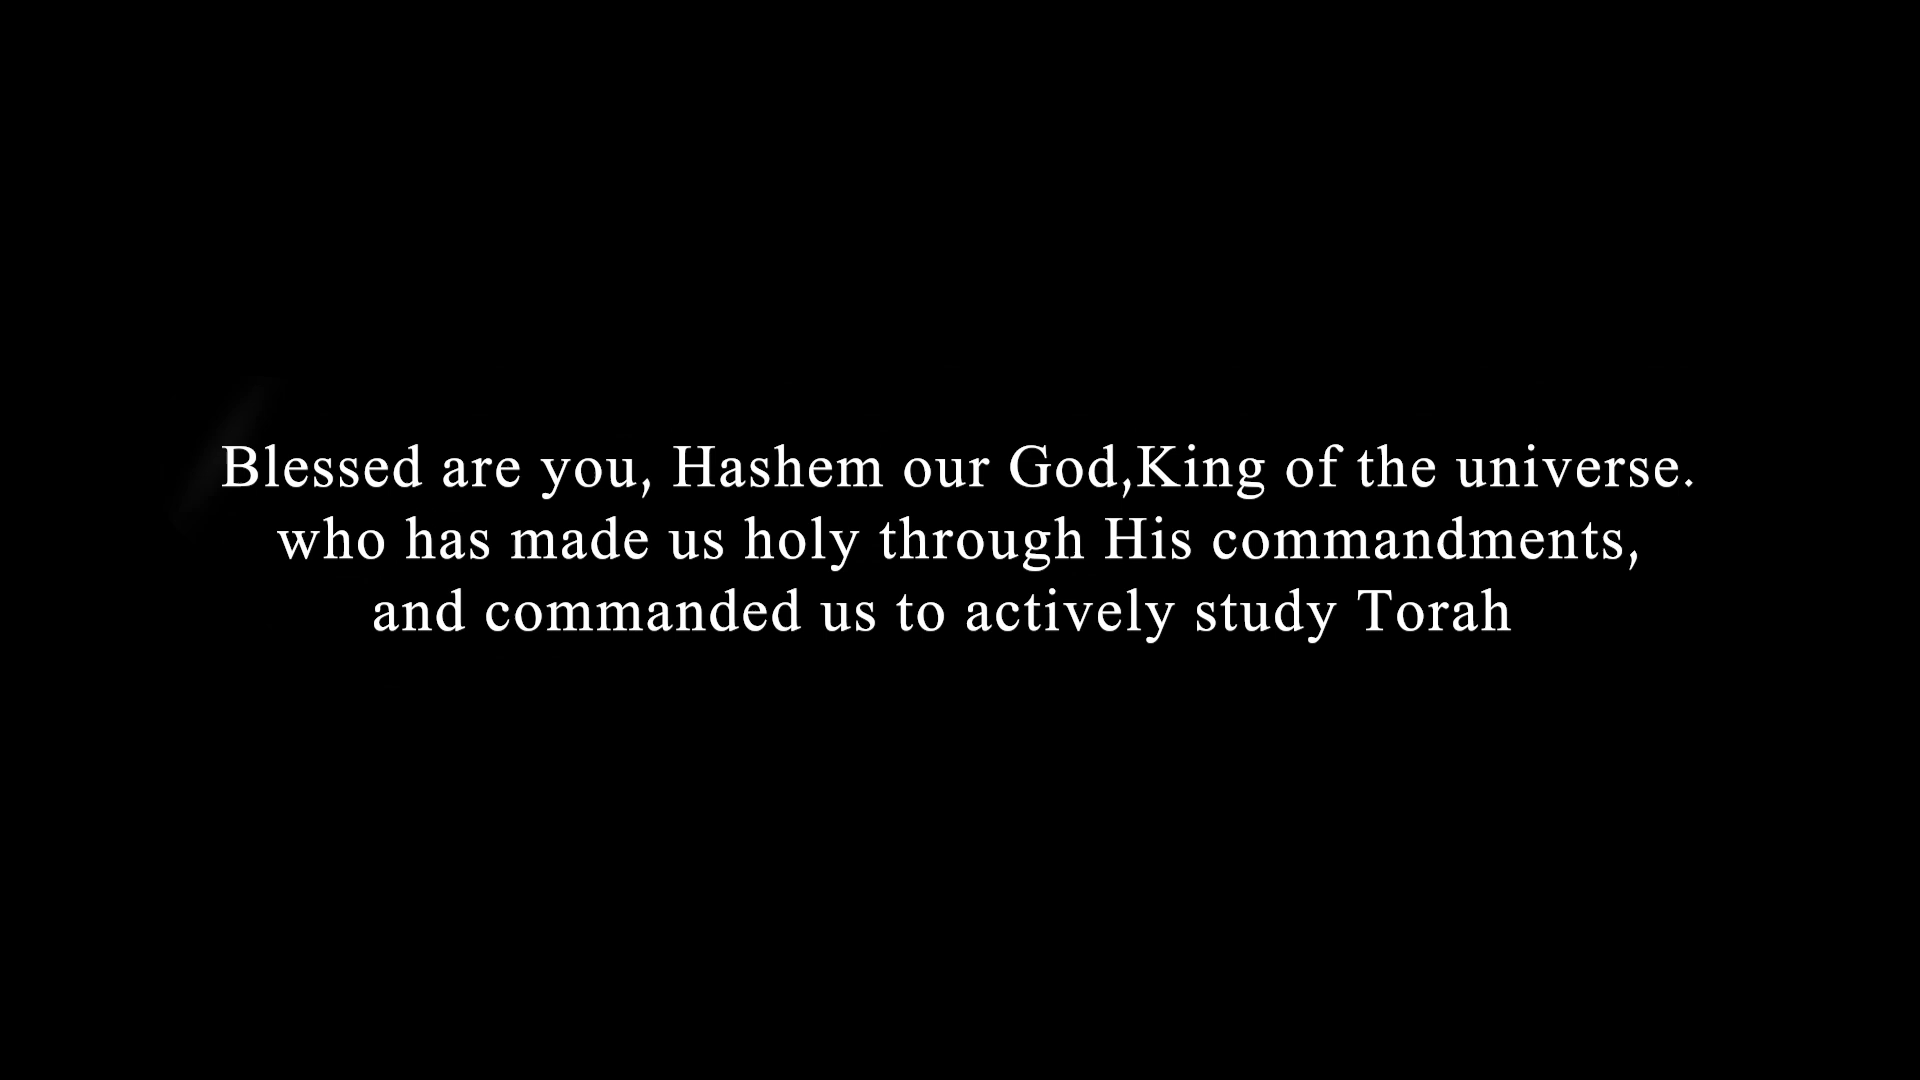 Blessed are you, Hashem our God,King of the universe.
who has made us holy through His commandments,
and commanded us to actively study Torah